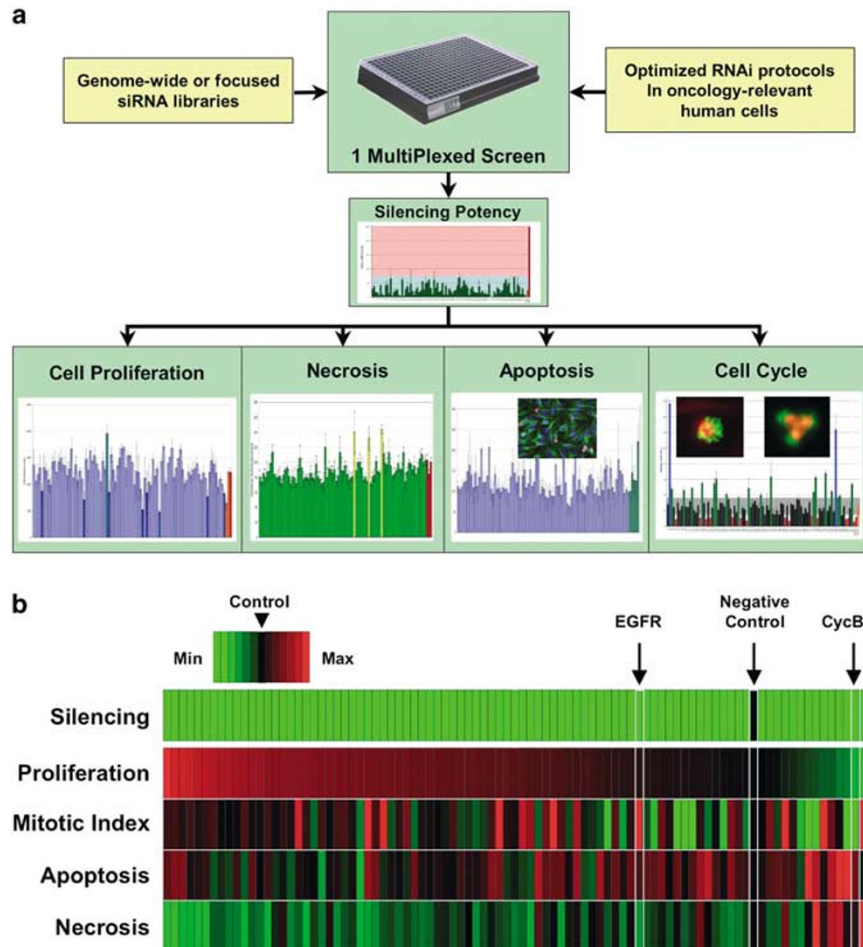 a
Genome-wide or focused
siRNA libraries
1 MultiPlexed Screen
Optimized RNAi protocols
In oncology-relevant
human cells
Silencing Potency
Cell Proliferation
Necrosis
Apoptosis
Cell Cycle
b
Control
Min
Max
EGFR
Negative
Control
CycB
Silencing
Proliferation
Mitotic Index
Apoptosis
Necrosis